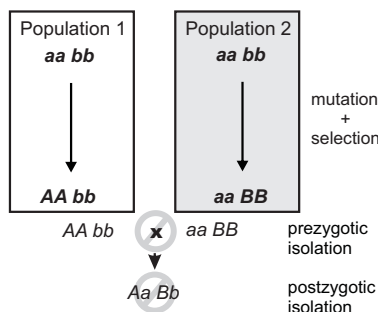 Population 1
Population 2
aa bb
aa bb
mutation
+
selection
AA bb
aa BB
AA bb x aa BB
prezygotic
isolation
Aa Bb
postzygotic
isolation